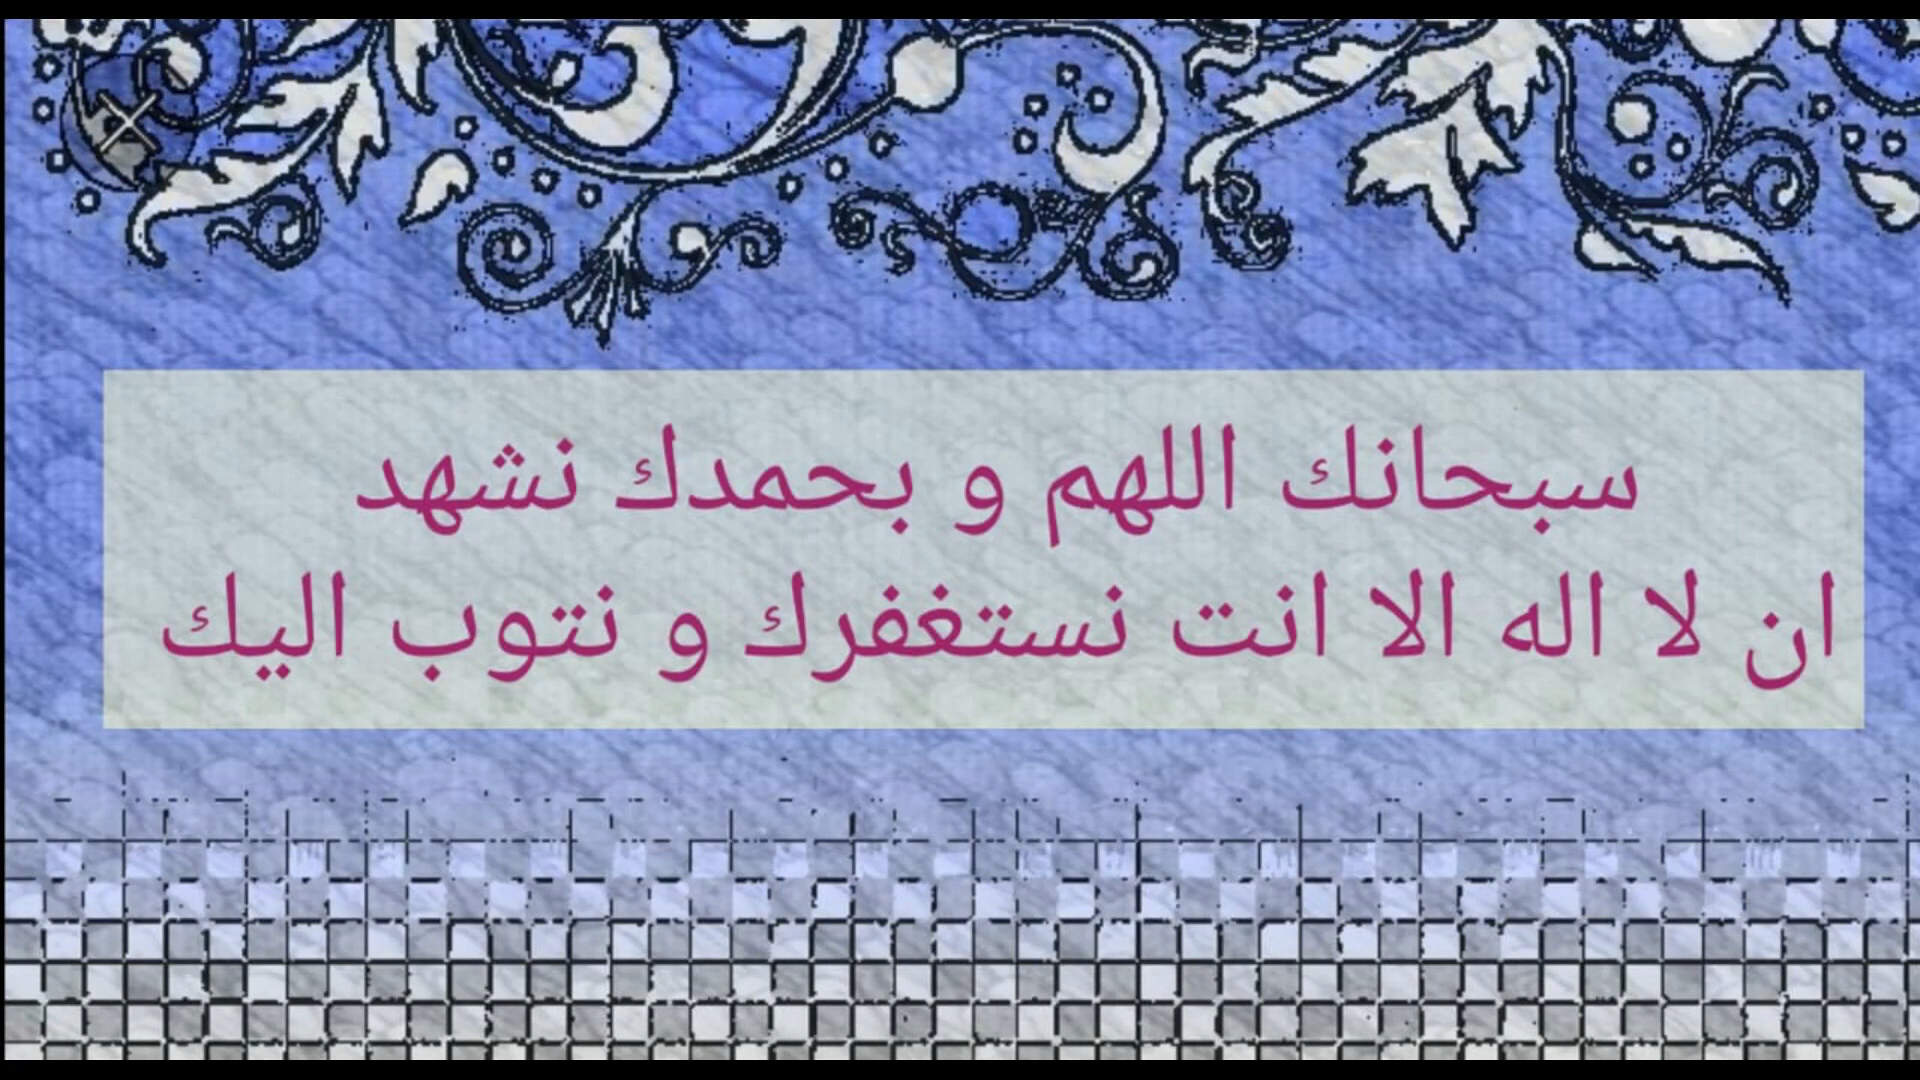 سبحانك اللهم و بحمدك نشهد
ان لا اله الا انت نستغفرك و نتوب اليك